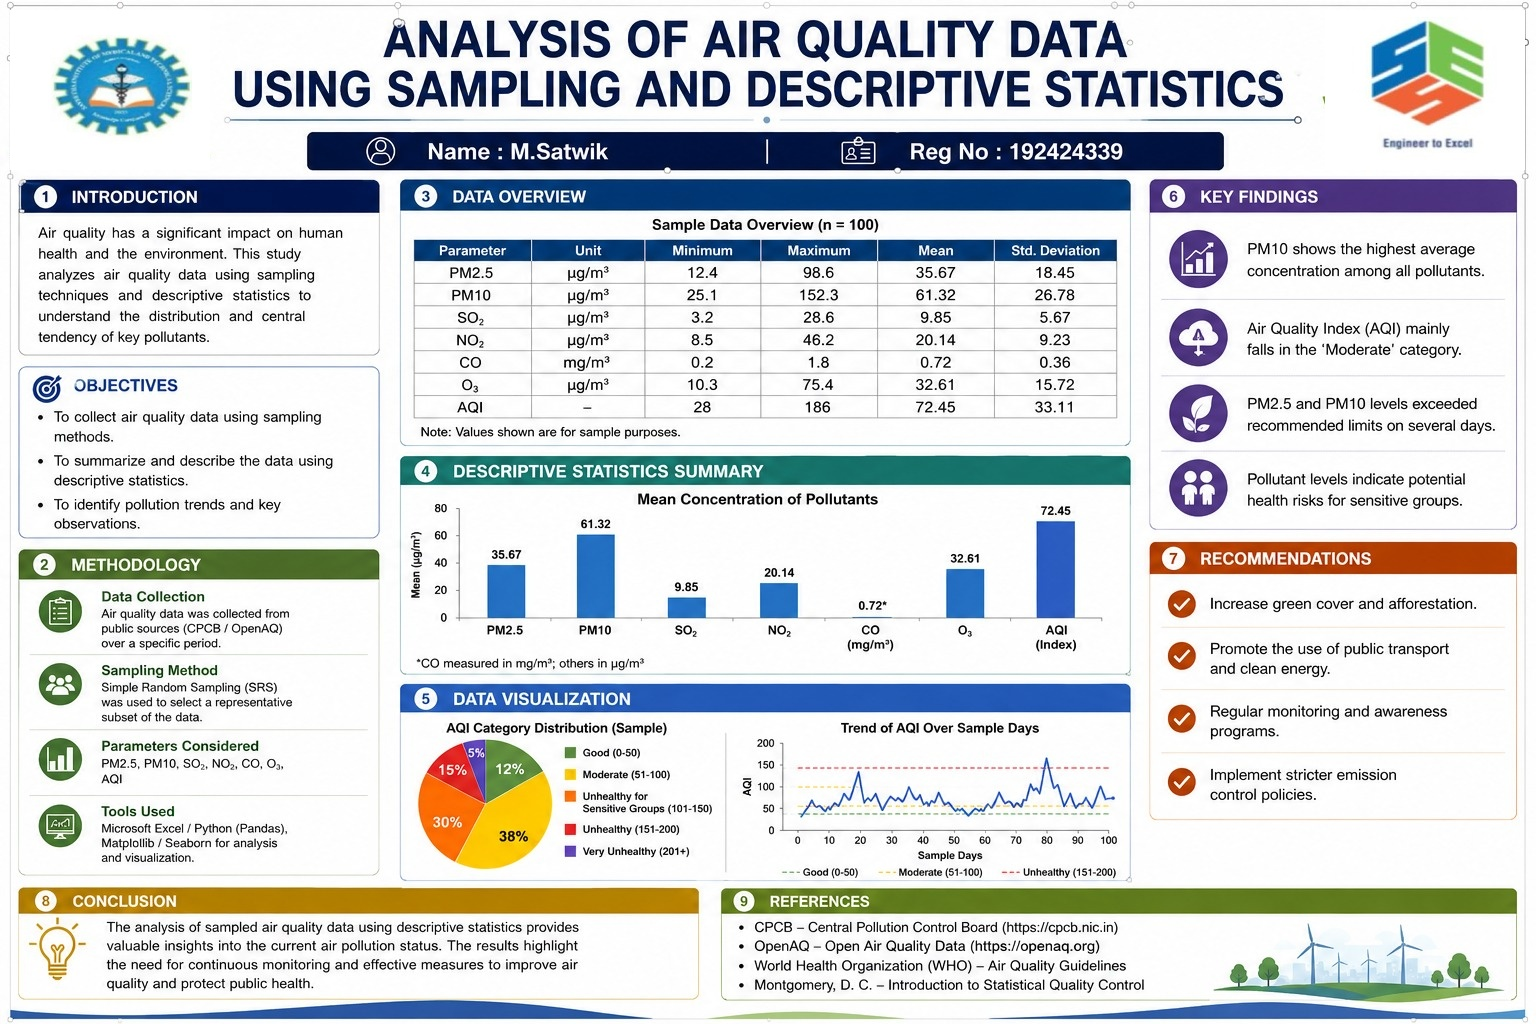 ANALYSIS OF AIR QUALITY DATA
USING SAMPLING AND DESCRIPTIVE STATISTICS
Engineer to Excel
Name : M.Satwik
Reg No : 192424339
1 INTRODUCTION
Air quality has a significant impact on human
health and the environment. This study
analyzes air quality data using sampling
techniques and descriptive statistics to
understand the distribution and central
tendency of key pollutants.
OBJECTIVES
• To collect air quality data using sampling
methods.
• To summarize and describe the data using
descriptive statistics.
• To identify pollution trends and key
observations.
2 METHODOLOGY
Data Collection
Air quality data was collected from
public sources (CPCB / OpenAQ)
over a specific period.
Sampling Method
Simple Random Sampling (SRS)
was used to select a representative
subset of the data.
Parameters Considered
PM2.5, PM10, SO₂, NO₂, CO, O₃,
AQI
Tools Used
Microsoft Excel / Python (Pandas),
Matplollib / Seaborn for analysis
and visualization.
3 DATA OVERVIEW
Sample Data Overview (n = 100)
Parameter Unit Minimum Maximum Mean Std. Deviation
PM2.5 µg/m³ 12.4 98.6 35.67 18.45
PM10 µg/m³ 25.1 152.3 61.32 26.78
SO₂ µg/m³ 3.2 28.6 9.85 5.67
NO₂ µg/m³ 8.5 46.2 20.14 9.23
CO mg/m³ 0.2 1.8 0.72 0.36
O₃ µg/m³ 10.3 75.4 32.61 15.72
AQI – 28 186 72.45 33.11
Note: Values shown are for sample purposes.
4 DESCRIPTIVE STATISTICS SUMMARY
Mean Concentration of Pollutants
Mean (µg/m³)
80
60
40
20
0
35.67
61.32
9.85
20.14
0.72*
32.61
72.45
PM2.5 PM10 SO₂ NO₂ CO O₃ AQI
(mg/m³) (Index)
*CO measured in mg/m³; others in µg/m³
5 DATA VISUALIZATION
AQI Category Distribution (Sample)
5%
12%
15%
30%
38%
Good (0-50)
Moderate (51-100)
Unhealthy for
Sensitive Groups (101-150)
Unhealthy (151-200)
Very Unhealthy (201+)
Trend of AQI Over Sample Days
AQI
200
150
100
50
0
0 10 20 30 40 50 60 70 80 90 100
Sample Days
Good (0-50) Moderate (51-100) Unhealthy (151-200)
6 KEY FINDINGS
PM10 shows the highest average
concentration among all pollutants.
Air Quality Index (AQI) mainly
falls in the ‘Moderate’ category.
PM2.5 and PM10 levels exceeded
recommended limits on several days.
Pollutant levels indicate potential
health risks for sensitive groups.
7 RECOMMENDATIONS
Increase green cover and afforestation.
Promote the use of public transport
and clean energy.
Regular monitoring and awareness
programs.
Implement stricter emission
control policies.
8 CONCLUSION
The analysis of sampled air quality data using descriptive statistics provides
valuable insights into the current air pollution status. The results highlight
the need for continuous monitoring and effective measures to improve air
quality and protect public health.
9 REFERENCES
• CPCB – Central Pollution Control Board (https://cpcb.nic.in)
• OpenAQ – Open Air Quality Data (https://openaq.org)
• World Health Organization (WHO) – Air Quality Guidelines
• Montgomery, D. C. – Introduction to Statistical Quality Control